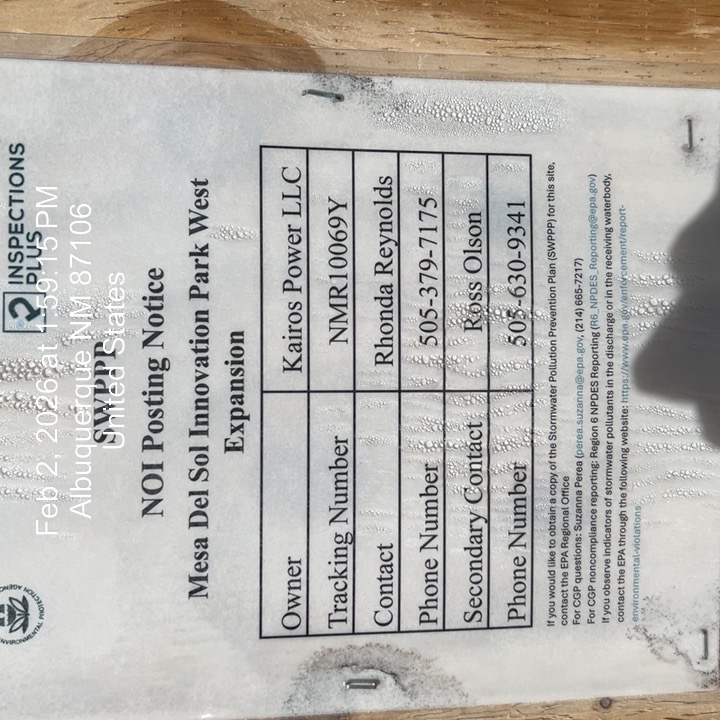 INSPECTIONS
PLUS
Feb 2, 2026 at 1:59:15 PM
Albuquerque NM 87106
United States
SWPPP
NOI Posting Notice
Mesa Del Sol Innovation Park West
Expansion
Owner Kairos Power LLC
Tracking Number NMR10069Y
Contact Rhonda Reynolds
Phone Number 505-379-7175
Secondary Contact Ross Olson
Phone Number 505-630-9341
If you would like to obtain a copy of the Stormwater Pollution Prevention Plan (SWPPP) for this site,
contact the EPA Regional Office
For CGP questions: Suzanna Perea (perea.suzanna@epa.gov, (214) 665-7217)
For CGP noncompliance reporting: Region 6 NPDES Reporting (R6_NPDES_Reporting@epa.gov)
If you observe indicators of stormwater pollutants in the discharge or in the receiving waterbody,
contact the EPA through the following website: https://www.epa.gov/enforcement/report-
environmental-violations
ENVIRONMENTAL PROTECTION AGENCY